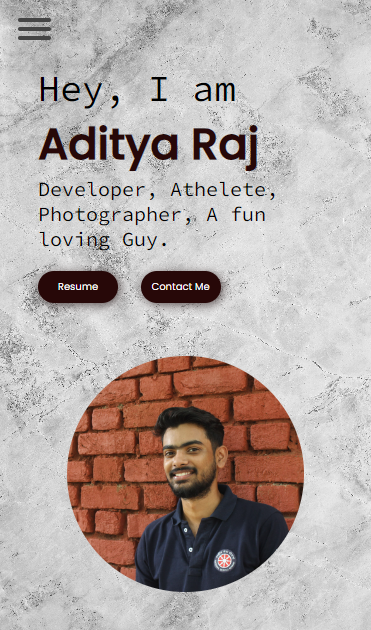 Hey, I am
Aditya Raj
Developer, Athelete,
Photographer, A fun
loving Guy.
Resume
Contact Me